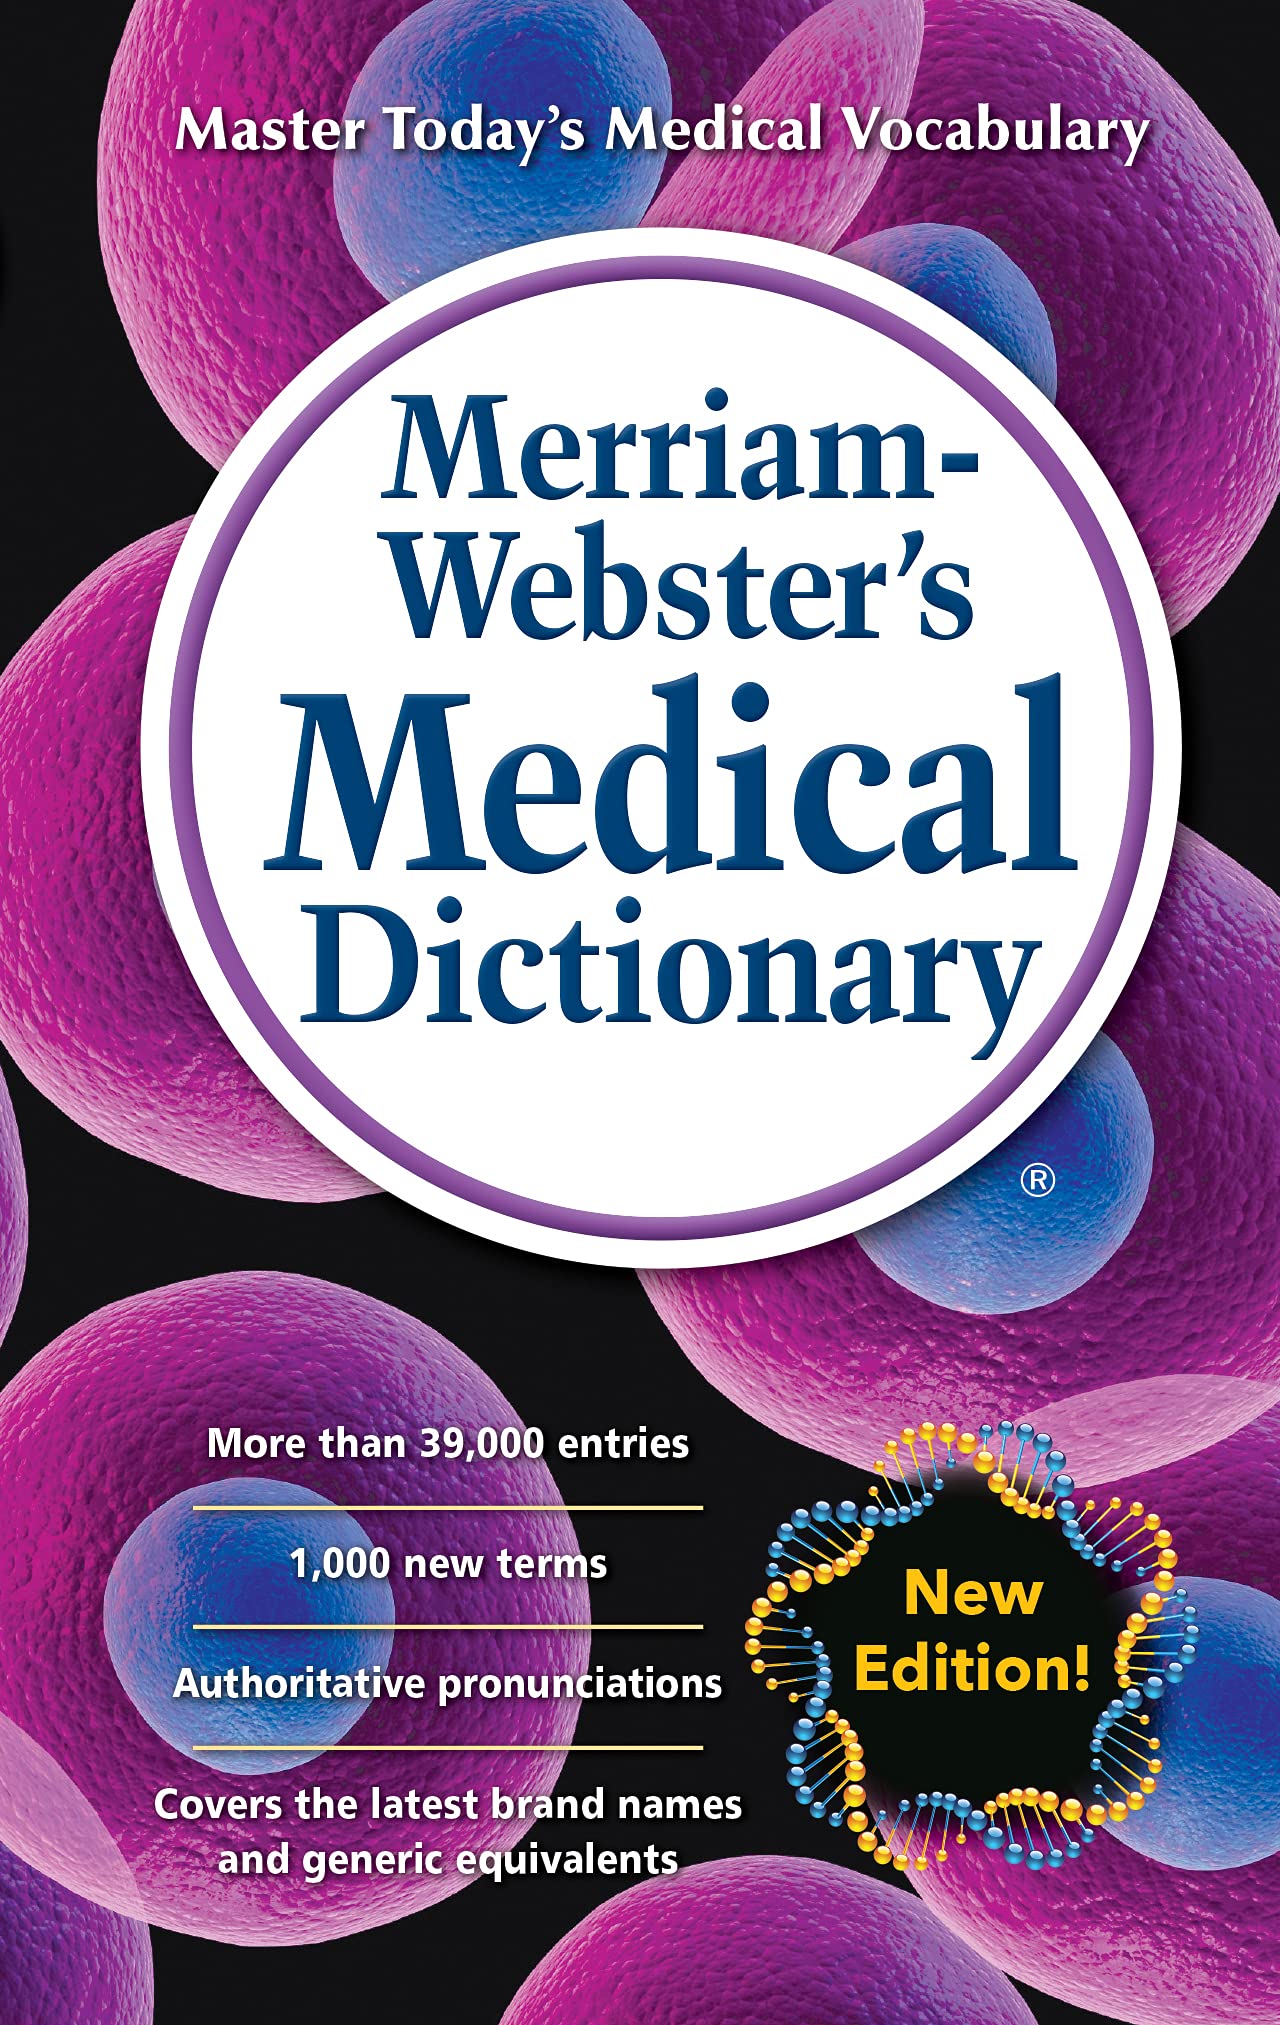 Master Today's Medical Vocabulary
Merriam-
Webster's
Medical
Dictionary
®
More than 39,000 entries
1,000 new terms
Authoritative pronunciations
Covers the latest brand names
and generic equivalents
New
Edition!